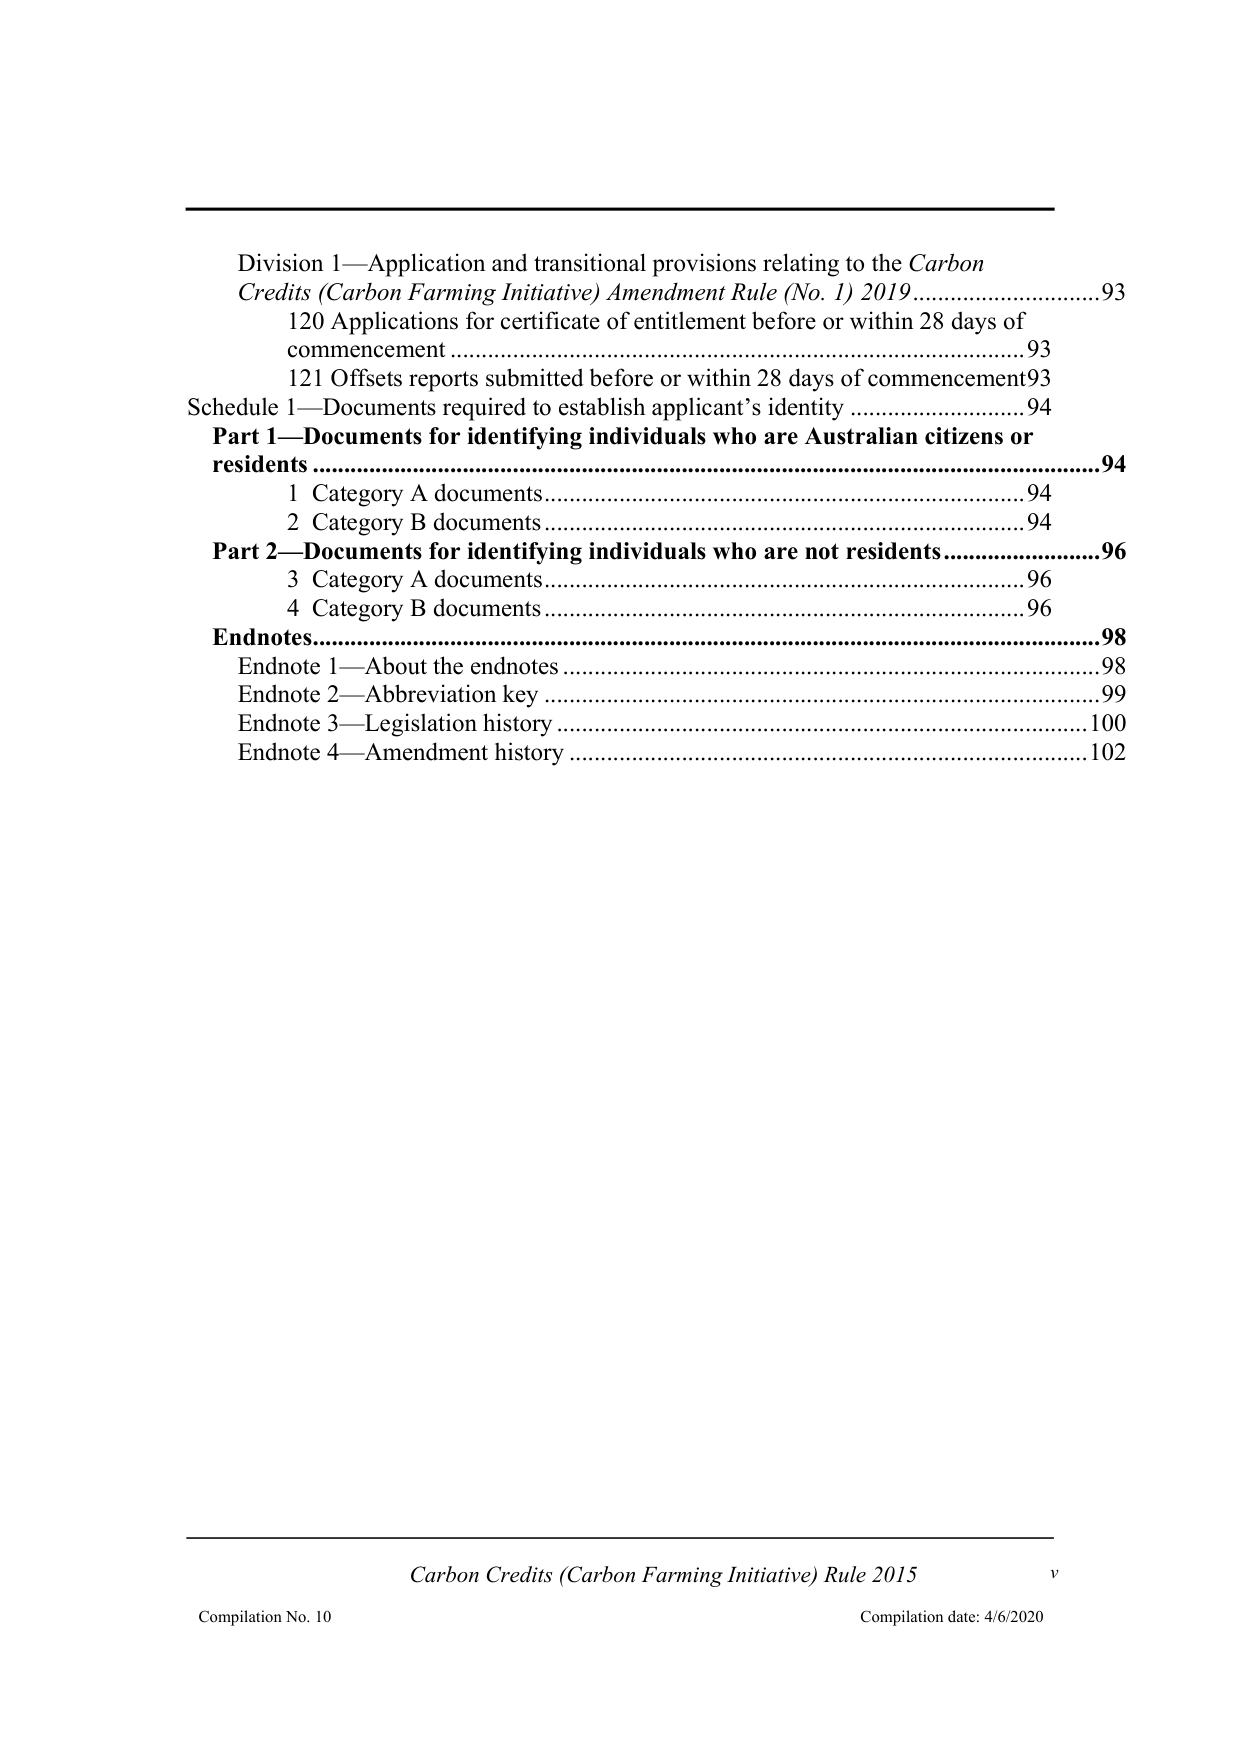 Division 1—Application and transitional provisions relating to the Carbon
Credits (Carbon Farming Initiative) Amendment Rule (No. 1) 2019..............................93
120 Applications for certificate of entitlement before or within 28 days of
commencement ............................................................................................93
121 Offsets reports submitted before or within 28 days of commencement93
Schedule 1—Documents required to establish applicant’s identity ............................94
Part 1—Documents for identifying individuals who are Australian citizens or
residents ...............................................................................................................................94
1 Category A documents.............................................................................94
2 Category B documents.............................................................................94
Part 2—Documents for identifying individuals who are not residents.........................96
3 Category A documents.............................................................................96
4 Category B documents.............................................................................96
Endnotes...............................................................................................................................98
Endnote 1—About the endnotes ......................................................................................98
Endnote 2—Abbreviation key .........................................................................................99
Endnote 3—Legislation history .....................................................................................100
Endnote 4—Amendment history ...................................................................................102
Carbon Credits (Carbon Farming Initiative) Rule 2015 v
Compilation No. 10 Compilation date: 4/6/2020